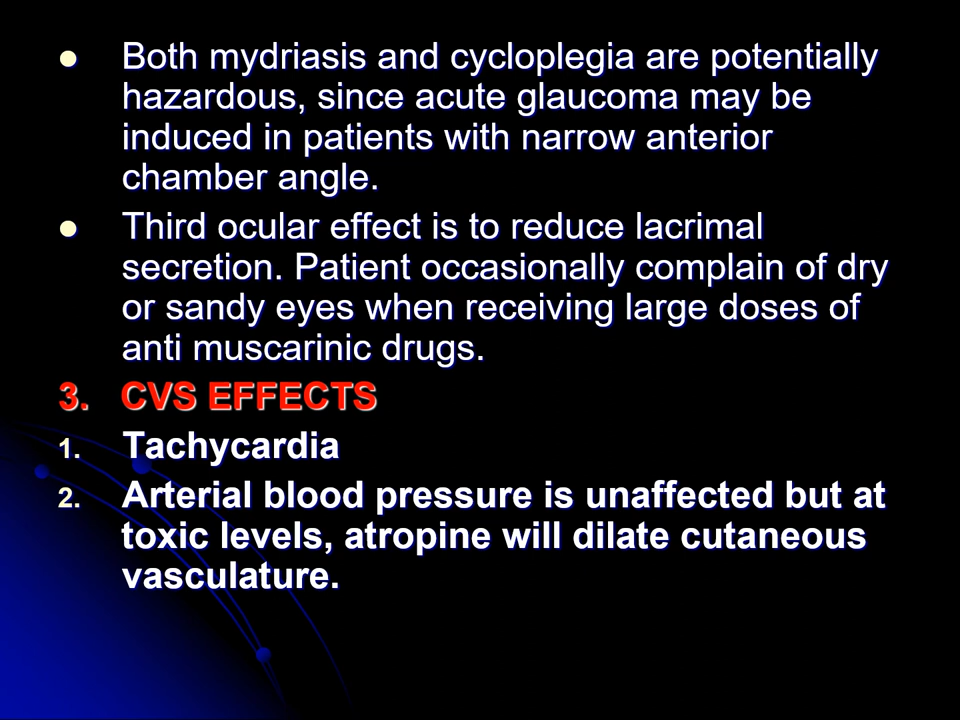 ● Both mydriasis and cycloplegia are potentially
hazardous, since acute glaucoma may be
induced in patients with narrow anterior
chamber angle.
● Third ocular effect is to reduce lacrimal
secretion. Patient occasionally complain of dry
or sandy eyes when receiving large doses of
anti muscarinic drugs.
3. CVS EFFECTS
1. Tachycardia
2. Arterial blood pressure is unaffected but at
toxic levels, atropine will dilate cutaneous
vasculature.